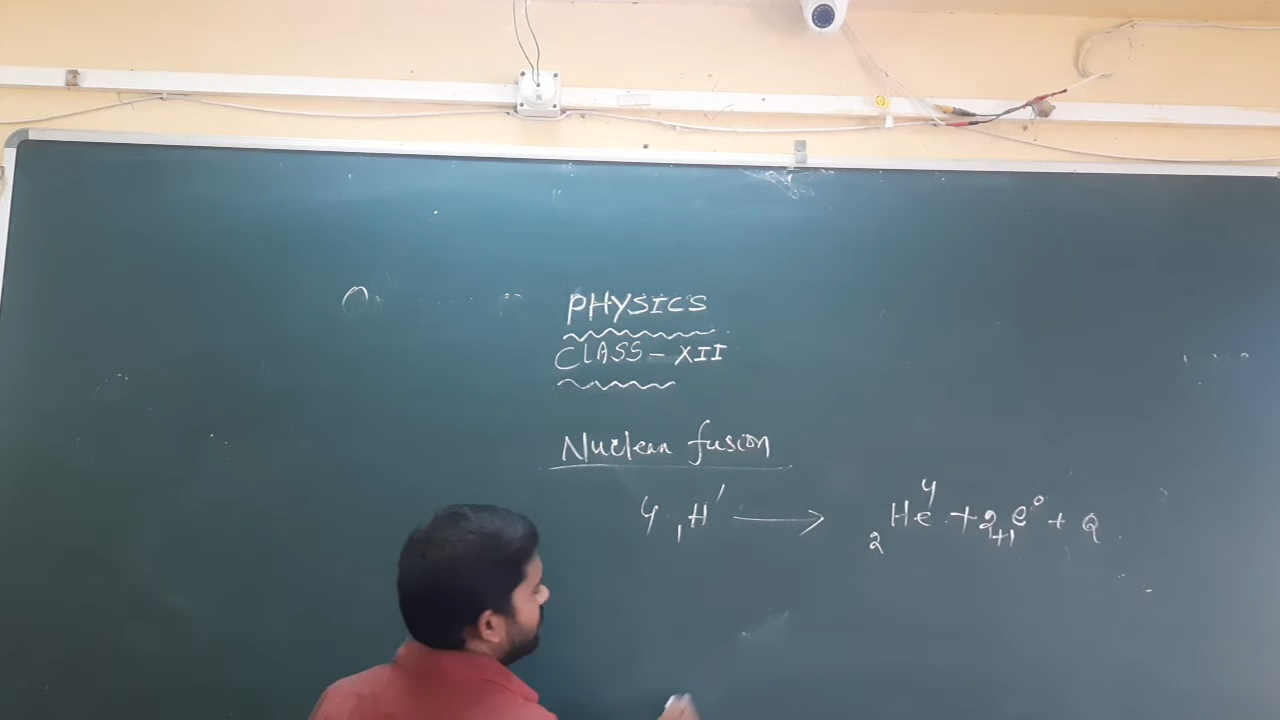 PHYSICS
CLASS - XII
Nuclear fusion
4 ₁H¹ ⟶ ₂He⁴ + 2 ₊₁e⁰ + Q